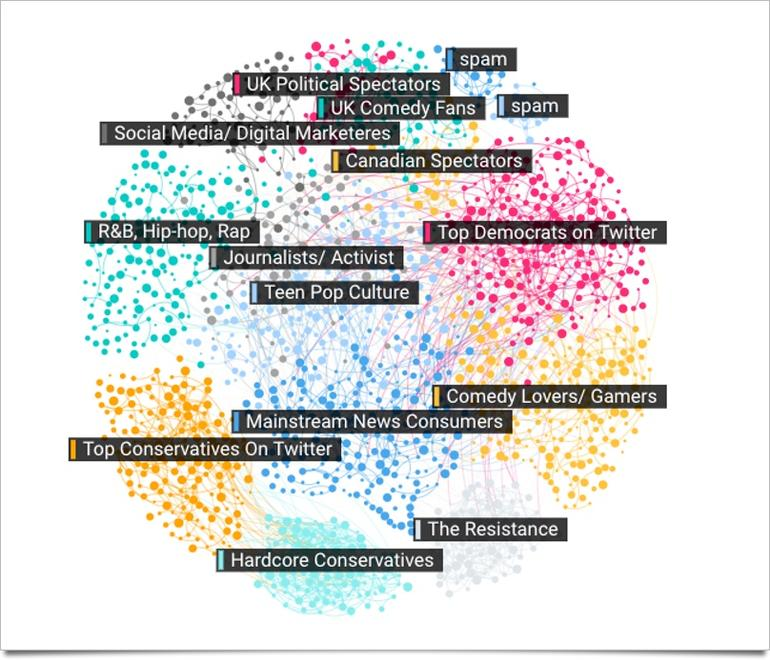 spam
UK Political Spectators
UK Comedy Fans
spam
Social Media/ Digital Marketeres
Canadian Spectators
R&B, Hip-hop, Rap
Top Democrats on Twitter
Journalists/ Activist
Teen Pop Culture
Comedy Lovers/ Gamers
Mainstream News Consumers
Top Conservatives On Twitter
The Resistance
Hardcore Conservatives